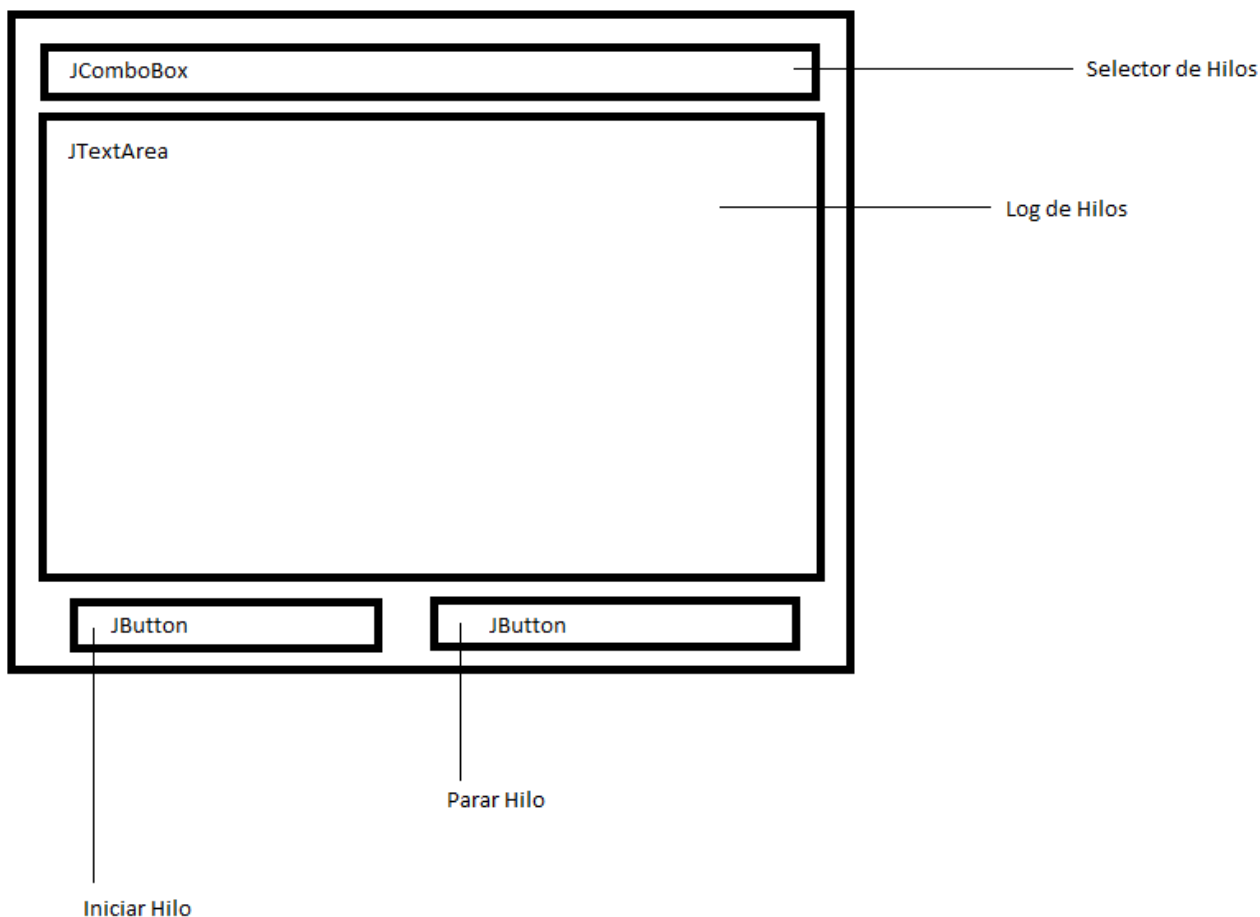 JComboBox
Selector de Hilos
JTextArea
Log de Hilos
JButton
JButton
Parar Hilo
Iniciar Hilo